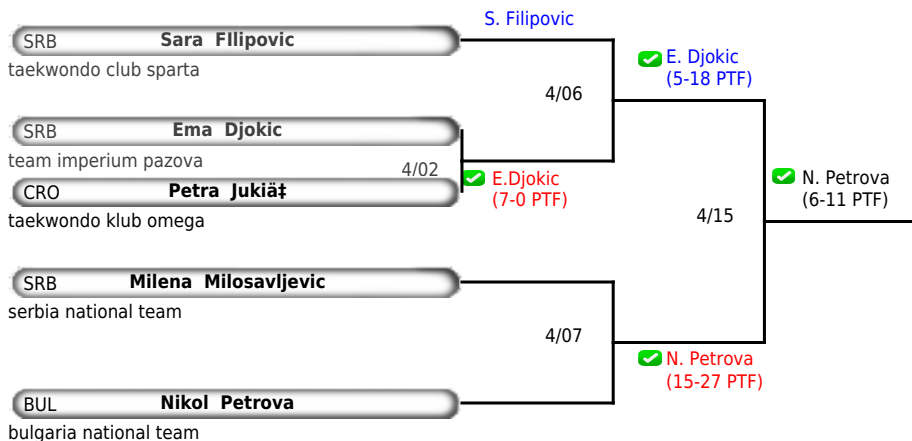 S. Filipovic
SRB Sara FIlipovic
taekwondo club sparta
E. Djokic
(5-18 PTF)
4/06
SRB Ema Djokic
team imperium pazova
4/02
E.Djokic
(7-0 PTF)
CRO Petra Jukiä‡
taekwondo klub omega
N. Petrova
(6-11 PTF)
4/15
SRB Milena Milosavljevic
serbia national team
4/07
N. Petrova
(15-27 PTF)
BUL Nikol Petrova
bulgaria national team